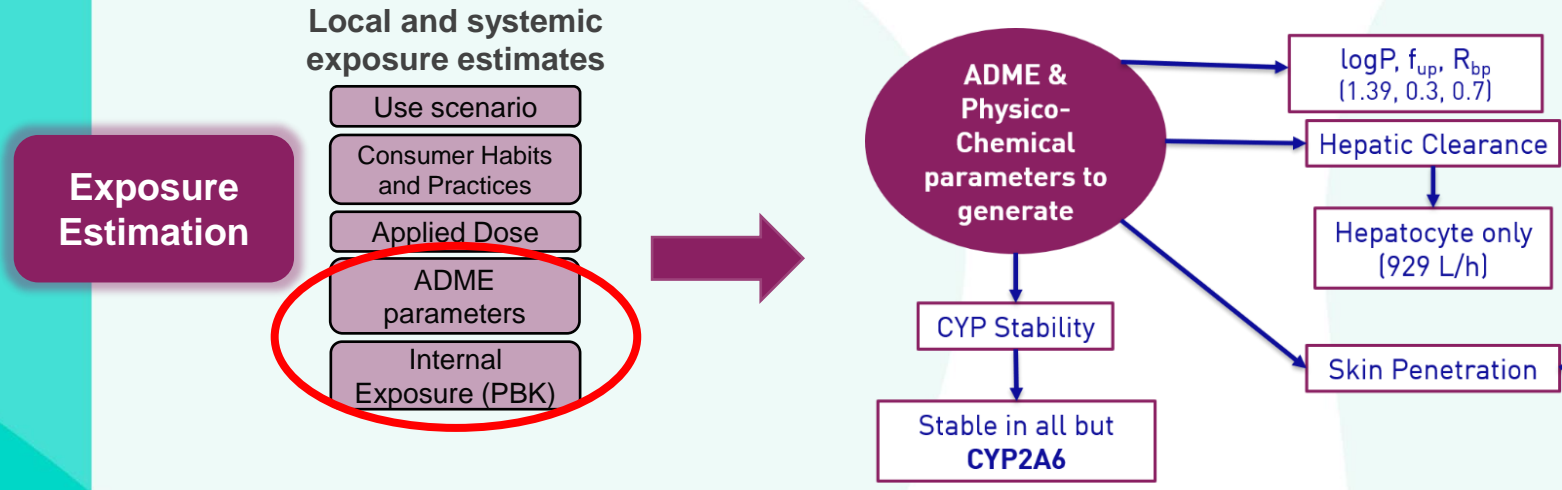 Local and systemic
exposure estimates
Exposure
Estimation
Use scenario
Consumer Habits
and Practices
Applied Dose
ADME
parameters
Internal
Exposure (PBK)
ADME &
Physico-
Chemical
parameters to
generate
logP, fup, Rbp
(1.39, 0.3, 0.7)
Hepatic Clearance
Hepatocyte only
(929 L/h)
CYP Stability
Stable in all but
CYP2A6
Skin Penetration